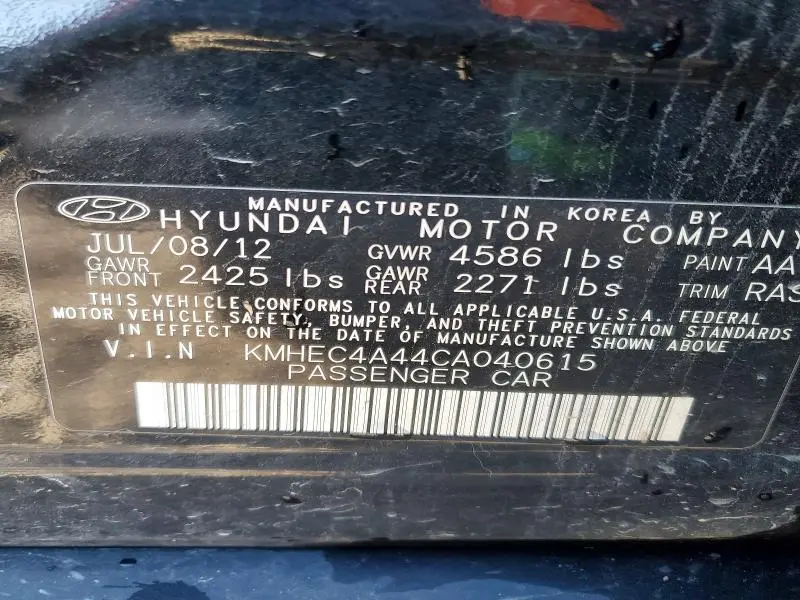 MANUFACTURED IN KOREA BY
HYUNDAI MOTOR COMPANY
JUL/08/12 GVWR 4586 lbs PAINT AA
GAWR FRONT 2425 lbs GAWR REAR 2271 lbs TRIM RAS
THIS VEHICLE CONFORMS TO ALL APPLICABLE U.S.A. FEDERAL
MOTOR VEHICLE SAFETY, BUMPER, AND THEFT PREVENTION STANDARDS
IN EFFECT ON THE DATE OF MANUFACTURE SHOWN ABOVE
V.I.N KMHEC4A44CA040615
PASSENGER CAR